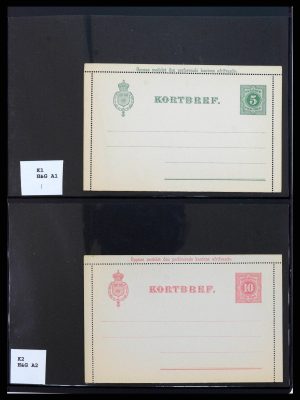 5
KORTBREF.
K1
H&G A1
10
KORTBREF.
K2
H&G A2